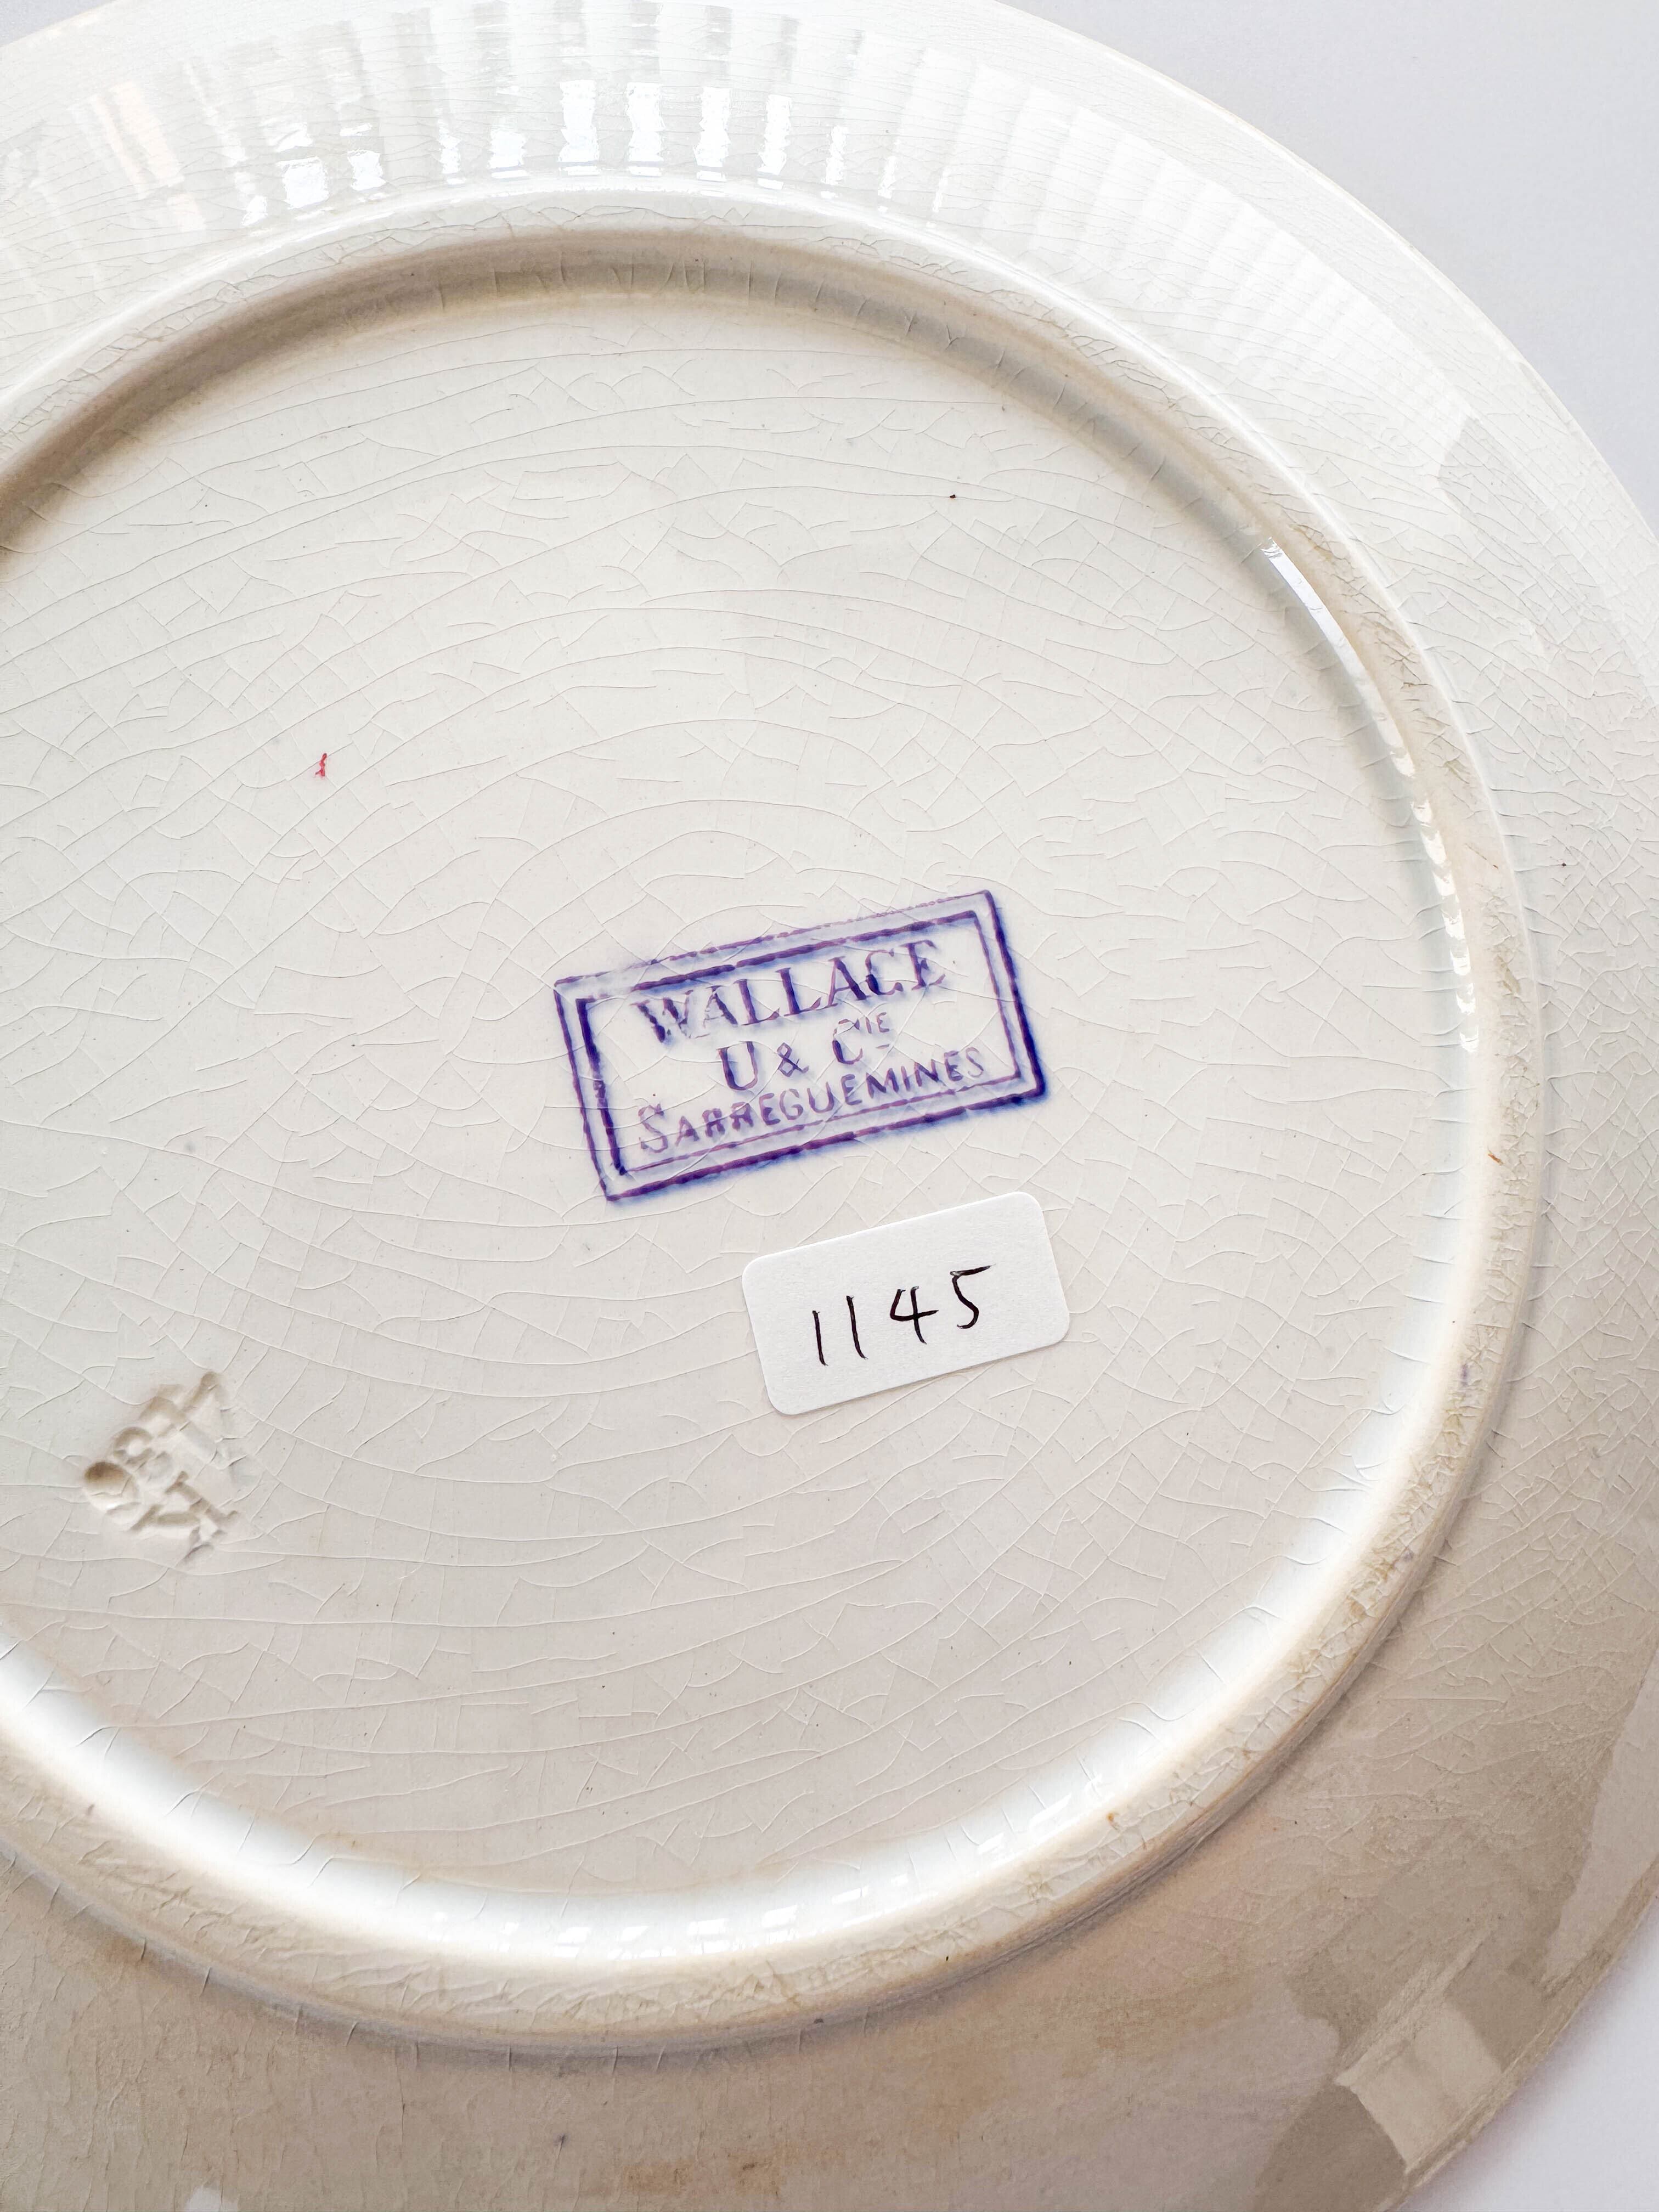 WALLACE
U & CIE
SARREGUEMINES
1145